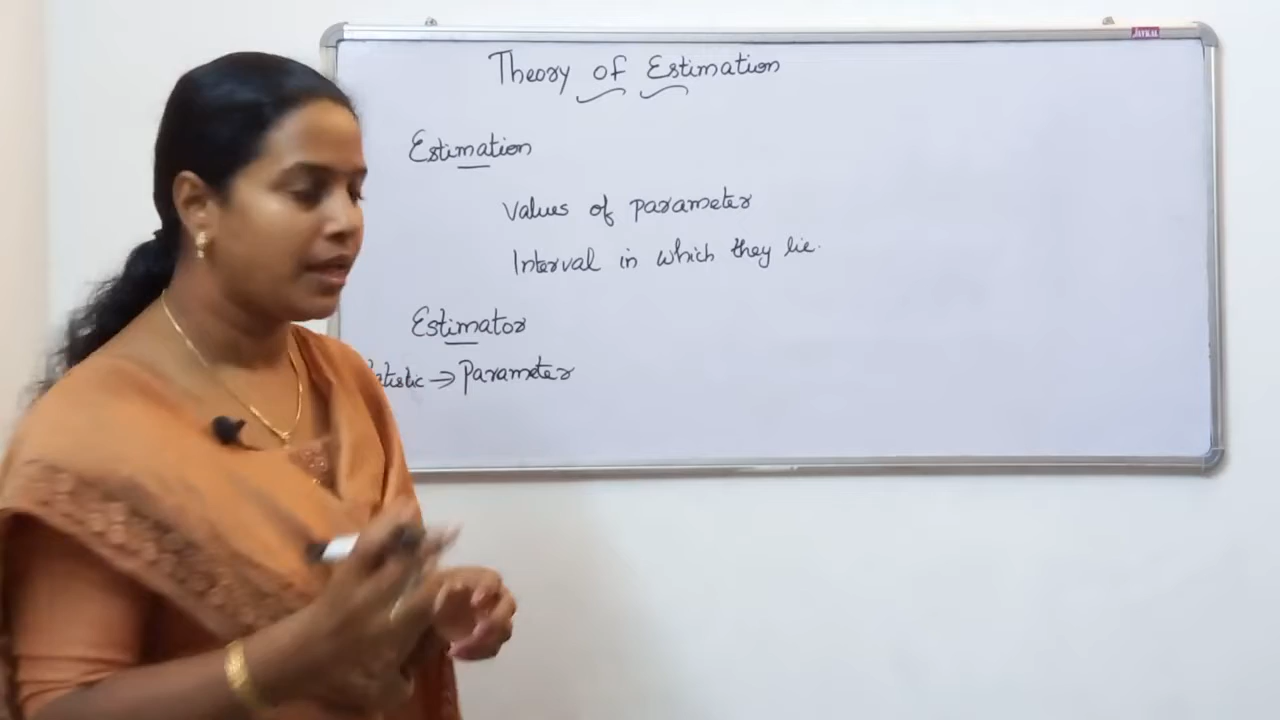 Theory of Estimation
Estimation
Values of parameter
Interval in which they lie.
Estimator
→ Parameter